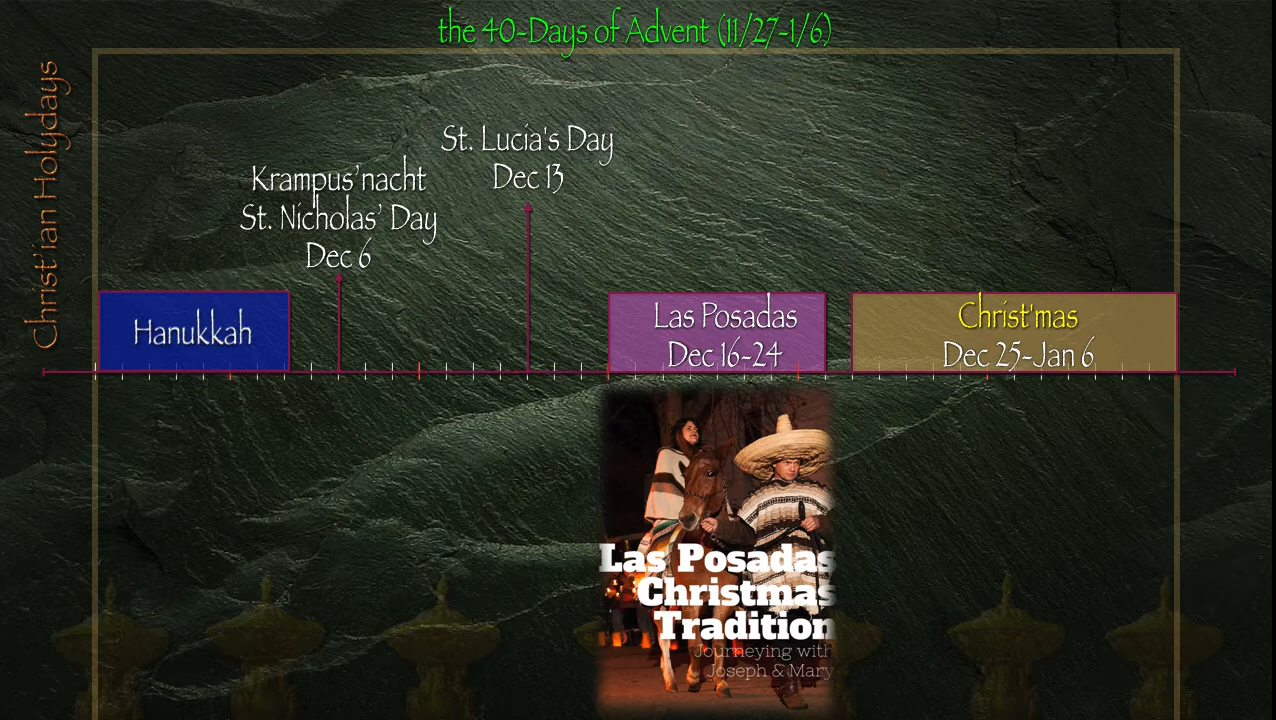 the 40-Days of Advent (11/27-1/6)
Christ'ian Holydays
St. Lucia's Day
Dec 13
Krampus'nacht
St. Nicholas' Day
Dec 6
Hanukkah
Las Posadas
Dec 16-24
Christ'mas
Dec 25-Jan 6
Las Posadas
Christmas
Tradition
Journeying with
Joseph & Mary